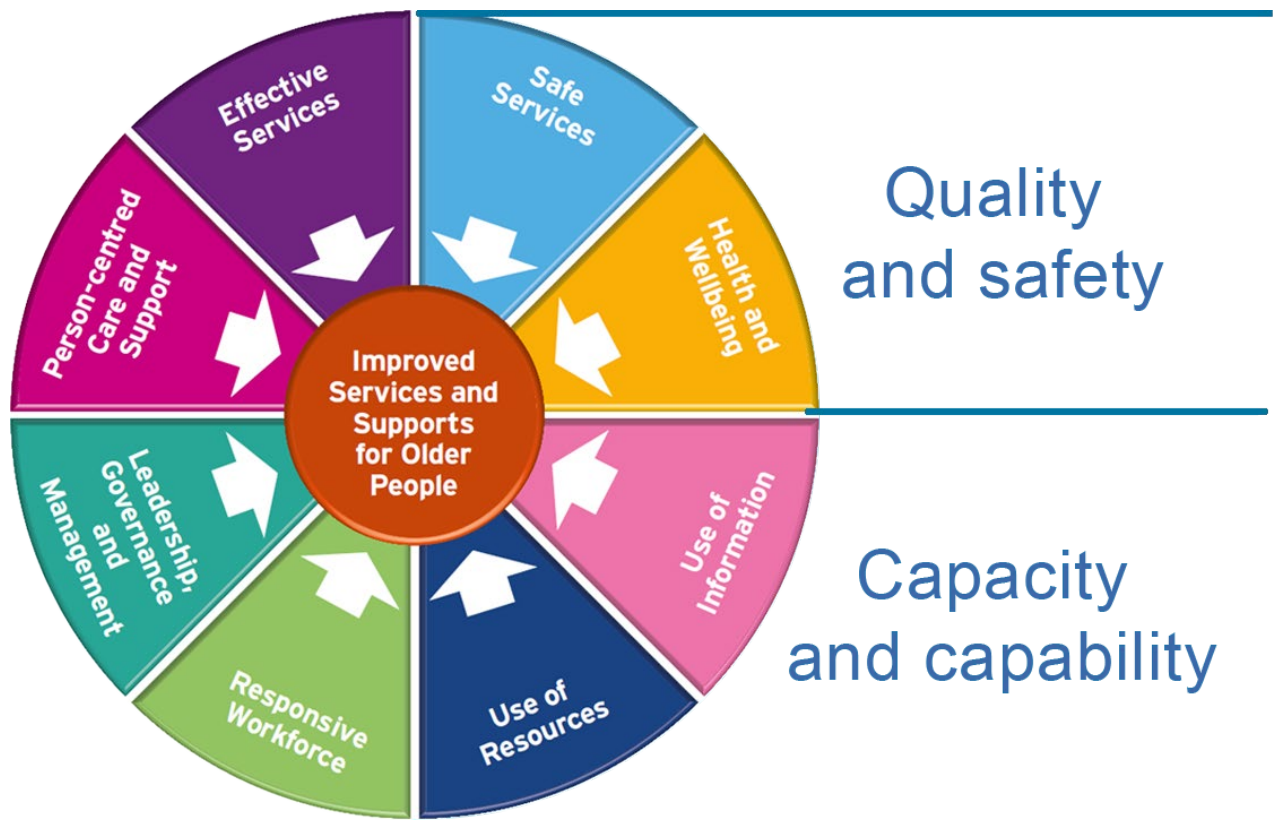 Effective
Services
Safe
Services
Person-centred
Care and
Support
Health and
Wellbeing
Quality
and safety
Improved
Services and
Supports
for Older
People
Leadership,
Governance
and
Management
Use of
Information
Capacity
and capability
Responsive
Workforce
Use of
Resources